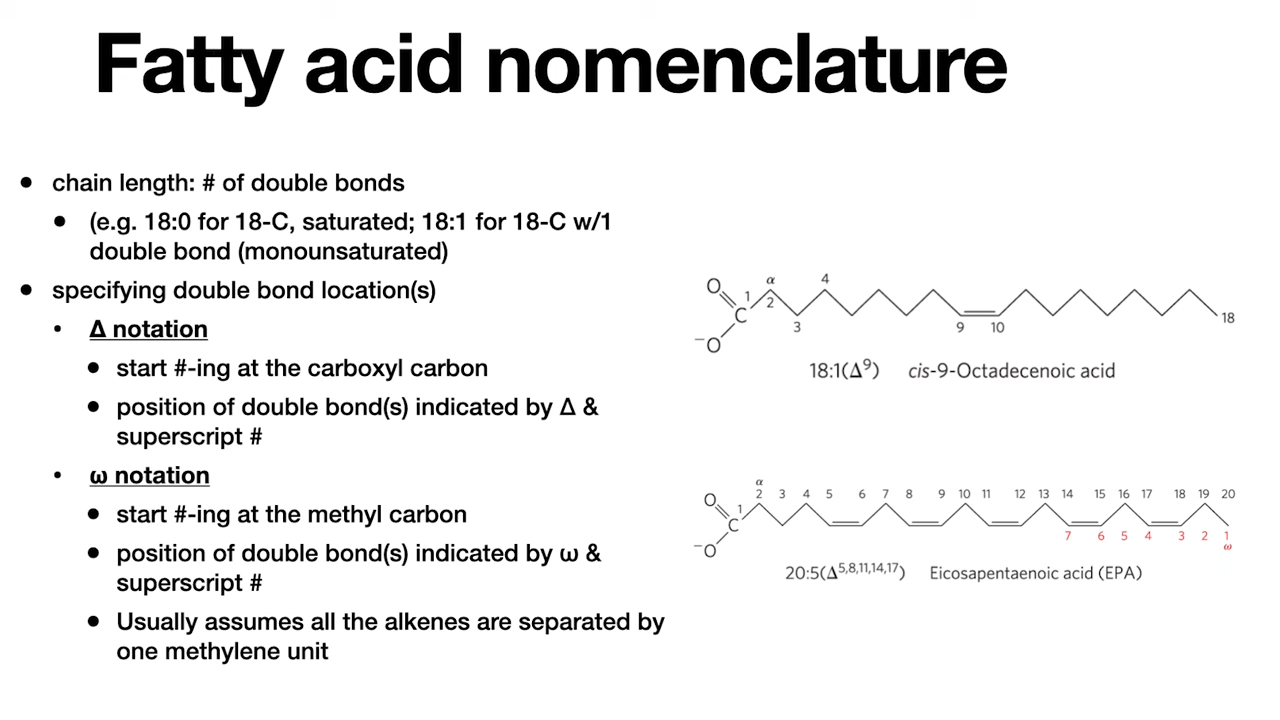 Fatty acid nomenclature
• chain length: # of double bonds
• (e.g. 18:0 for 18-C, saturated; 18:1 for 18-C w/1
double bond (monounsaturated)
• specifying double bond location(s)
• Δ notation
• start #-ing at the carboxyl carbon
• position of double bond(s) indicated by Δ &
superscript #
• ω notation
• start #-ing at the methyl carbon
• position of double bond(s) indicated by ω &
superscript #
• Usually assumes all the alkenes are separated by
one methylene unit
α 4
O 1 2
C
⁻O 3 9 10 18
18:1(Δ⁹) cis-9-Octadecenoic acid
α
O 1 2 3 4 5 6 7 8 9 10 11 12 13 14 15 16 17 18 19 20
C
⁻O 7 6 5 4 3 2 1
ω
20:5(Δ⁵,⁸,¹¹,¹⁴,¹⁷) Eicosapentaenoic acid (EPA)